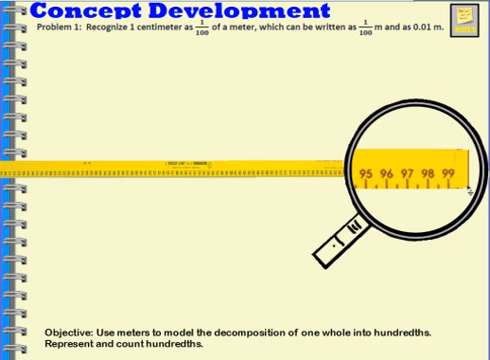 Concept Development
Problem 1: Recognize 1 centimeter as 1/100 of a meter, which can be written as 1/100 m and as 0.01 m.
NOTES
95 96 97 98 99
1 M
Objective: Use meters to model the decomposition of one whole into hundredths.
Represent and count hundredths.